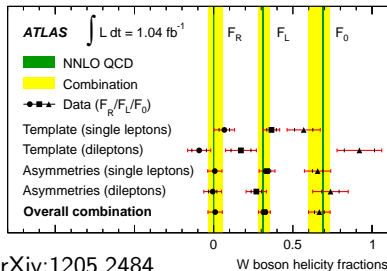 ATLAS ∫ L dt = 1.04 fb⁻¹ F_R F_L F_0
NNLO QCD
Combination
Data (F_R/F_L/F_0)
Template (single leptons)
Template (dileptons)
Asymmetries (single leptons)
Asymmetries (dileptons)
Overall combination
0 0.5 1
rXiv:1205.2484 W boson helicity fractions